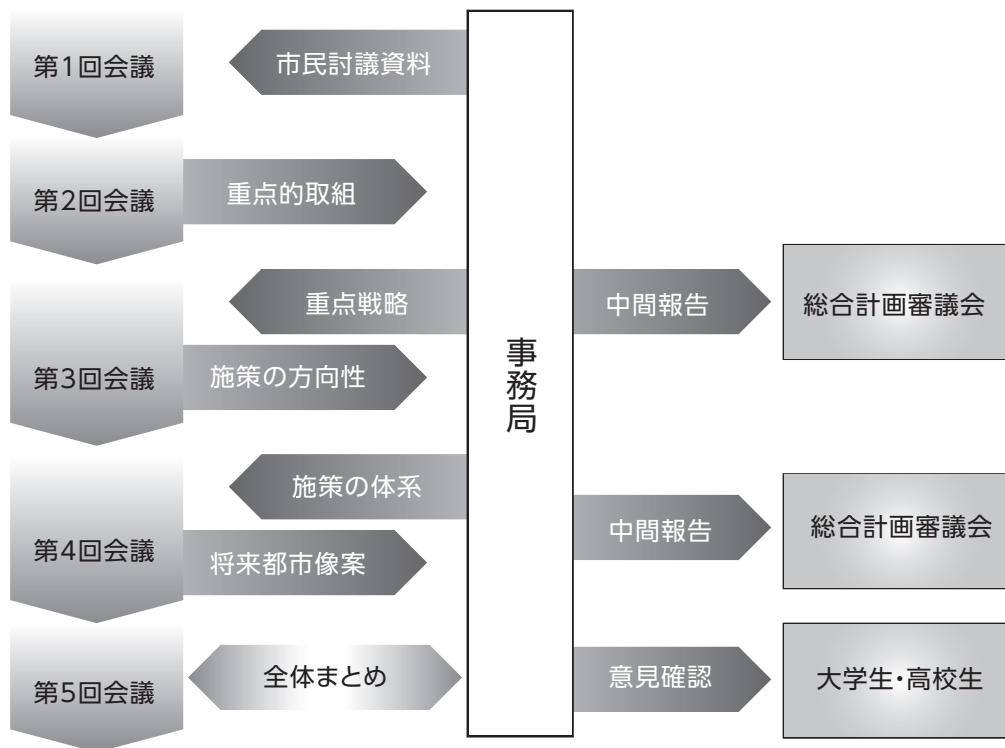 第1回会議
市民討議資料
第2回会議
重点的取組
重点戦略
中間報告
総合計画審議会
第3回会議
施策の方向性
事務局
施策の体系
中間報告
総合計画審議会
第4回会議
将来都市像案
第5回会議
全体まとめ
意見確認
大学生・高校生